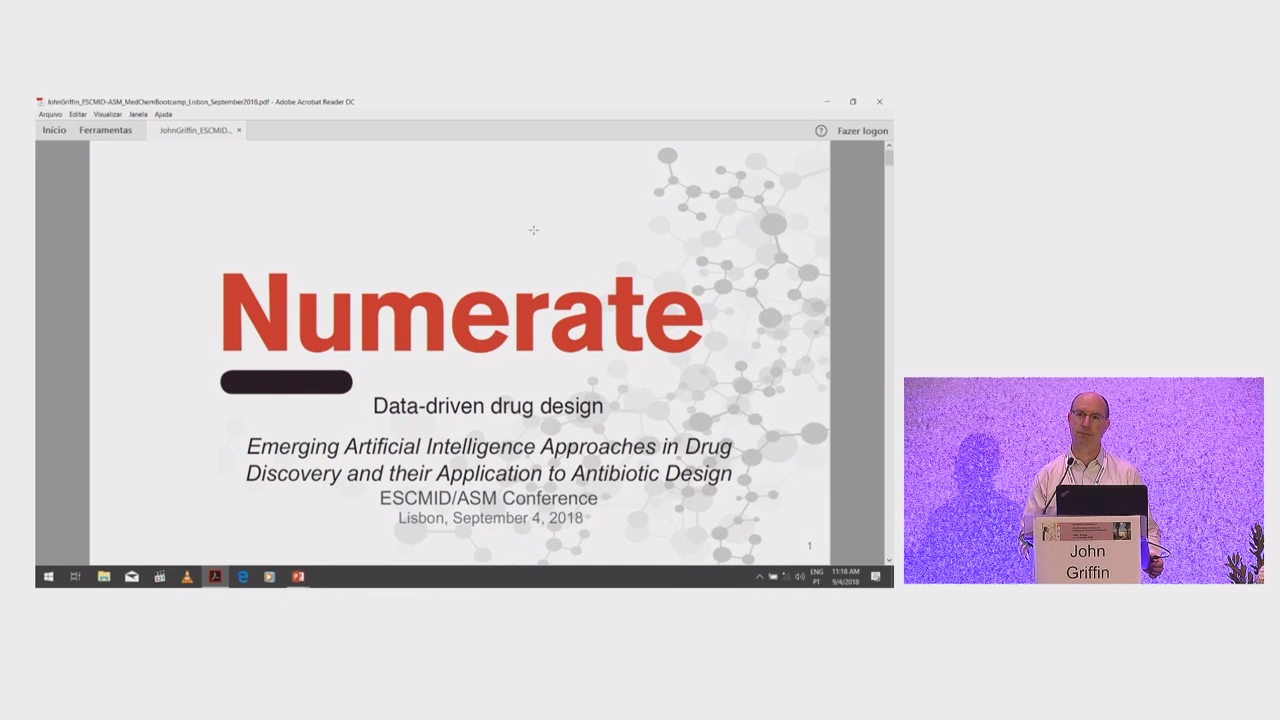 JohnGriffin_ESCMID-ASM_MedChemBootcamp_Lisbon_September2018.pdf - Adobe Acrobat Reader DC
Arquivo Editar Visualizar Janela Ajuda
Início Ferramentas JohnGriffin_ESCMID... × Fazer logon
Numerate
Data-driven drug design
Emerging Artificial Intelligence Approaches in Drug
Discovery and their Application to Antibiotic Design
ESCMID/ASM Conference
Lisbon, September 4, 2018
1
ENG 11:18 AM
PT 9/4/2018
John
Griffin